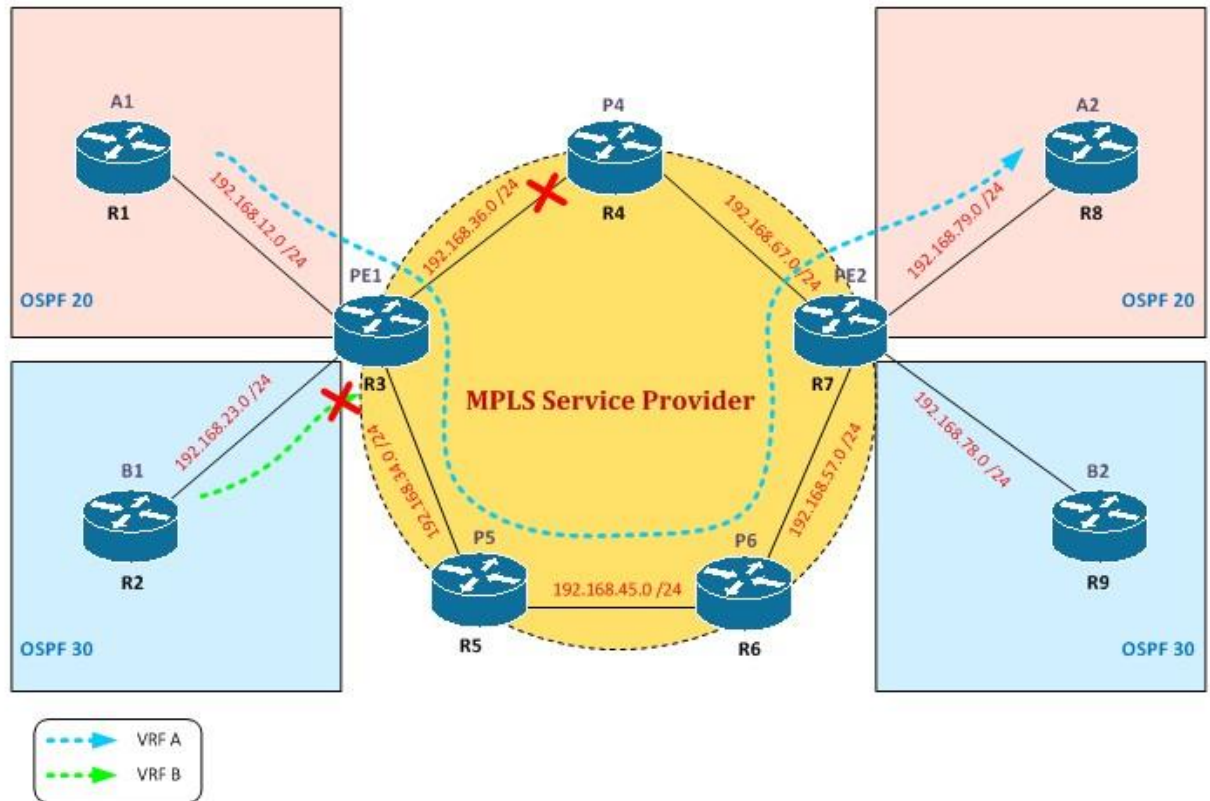 A1
R1
192.168.12.0 /24
OSPF 20
P4
R4
192.168.36.0 /24
192.168.67.0 /24
A2
R8
192.168.79.0 /24
OSPF 20
PE1
R3
PE2
R7
MPLS Service Provider
192.168.23.0 /24
B1
R2
OSPF 30
192.168.34.0 /24
P5
R5
192.168.45.0 /24
P6
R6
192.168.57.0 /24
192.168.78.0 /24
B2
R9
OSPF 30
VRF A
VRF B